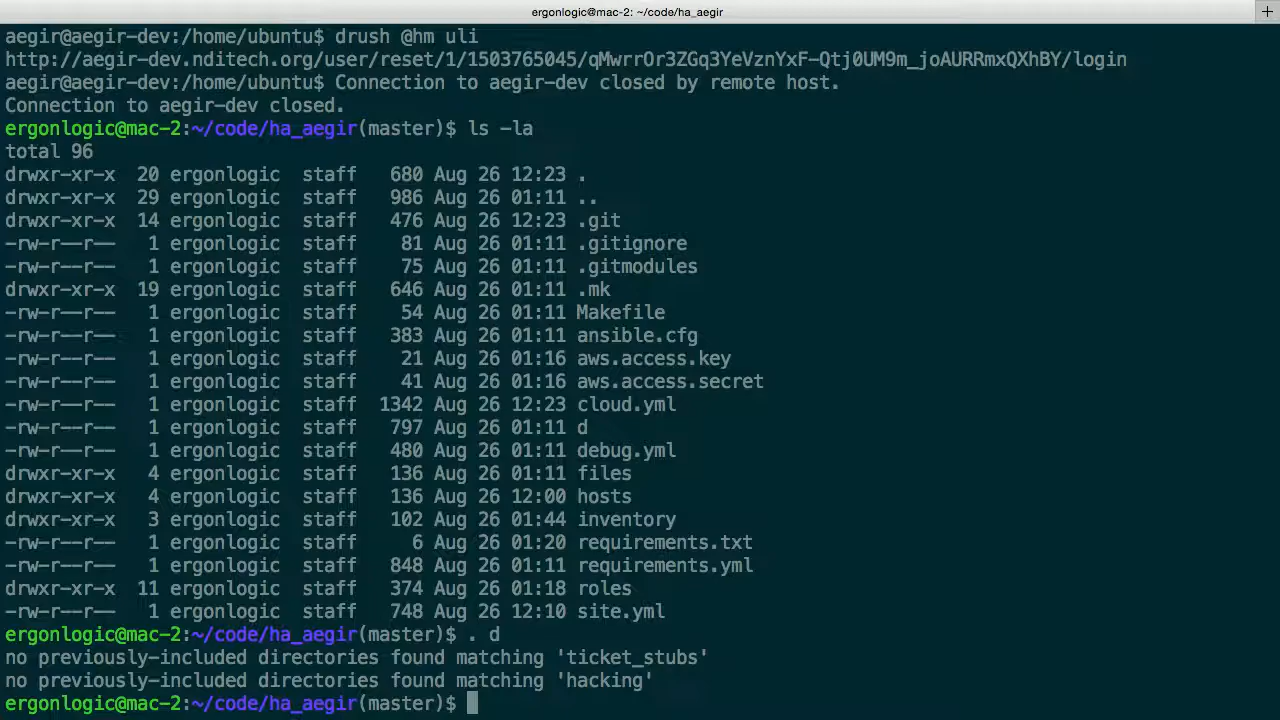 ergonlogic@mac-2: ~/code/ha_aegir
+
aegir@aegir-dev:/home/ubuntu$ drush @hm uli
http://aegir-dev.nditech.org/user/reset/1/1503765045/qMwrrOr3ZGq3YeVznYxF-Qtj0UM9m_joAURRmxQXhBY/login
aegir@aegir-dev:/home/ubuntu$ Connection to aegir-dev closed by remote host.
Connection to aegir-dev closed.
ergonlogic@mac-2:~/code/ha_aegir(master)$ ls -la
total 96
drwxr-xr-x  20 ergonlogic  staff   680 Aug 26 12:23 .
drwxr-xr-x  29 ergonlogic  staff   986 Aug 26 01:11 ..
drwxr-xr-x  14 ergonlogic  staff   476 Aug 26 12:23 .git
-rw-r--r--   1 ergonlogic  staff    81 Aug 26 01:11 .gitignore
-rw-r--r--   1 ergonlogic  staff    75 Aug 26 01:11 .gitmodules
drwxr-xr-x  19 ergonlogic  staff   646 Aug 26 01:11 .mk
-rw-r--r--   1 ergonlogic  staff    54 Aug 26 01:11 Makefile
-rw-r--r--   1 ergonlogic  staff   383 Aug 26 01:11 ansible.cfg
-rw-r--r--   1 ergonlogic  staff    21 Aug 26 01:16 aws.access.key
-rw-r--r--   1 ergonlogic  staff    41 Aug 26 01:16 aws.access.secret
-rw-r--r--   1 ergonlogic  staff  1342 Aug 26 12:23 cloud.yml
-rw-r--r--   1 ergonlogic  staff   797 Aug 26 01:11 d
-rw-r--r--   1 ergonlogic  staff   480 Aug 26 01:11 debug.yml
drwxr-xr-x   4 ergonlogic  staff   136 Aug 26 01:11 files
drwxr-xr-x   4 ergonlogic  staff   136 Aug 26 12:00 hosts
drwxr-xr-x   3 ergonlogic  staff   102 Aug 26 01:44 inventory
-rw-r--r--   1 ergonlogic  staff     6 Aug 26 01:20 requirements.txt
-rw-r--r--   1 ergonlogic  staff   848 Aug 26 01:11 requirements.yml
drwxr-xr-x  11 ergonlogic  staff   374 Aug 26 01:18 roles
-rw-r--r--   1 ergonlogic  staff   748 Aug 26 12:10 site.yml
ergonlogic@mac-2:~/code/ha_aegir(master)$ . d
no previously-included directories found matching 'ticket_stubs'
no previously-included directories found matching 'hacking'
ergonlogic@mac-2:~/code/ha_aegir(master)$